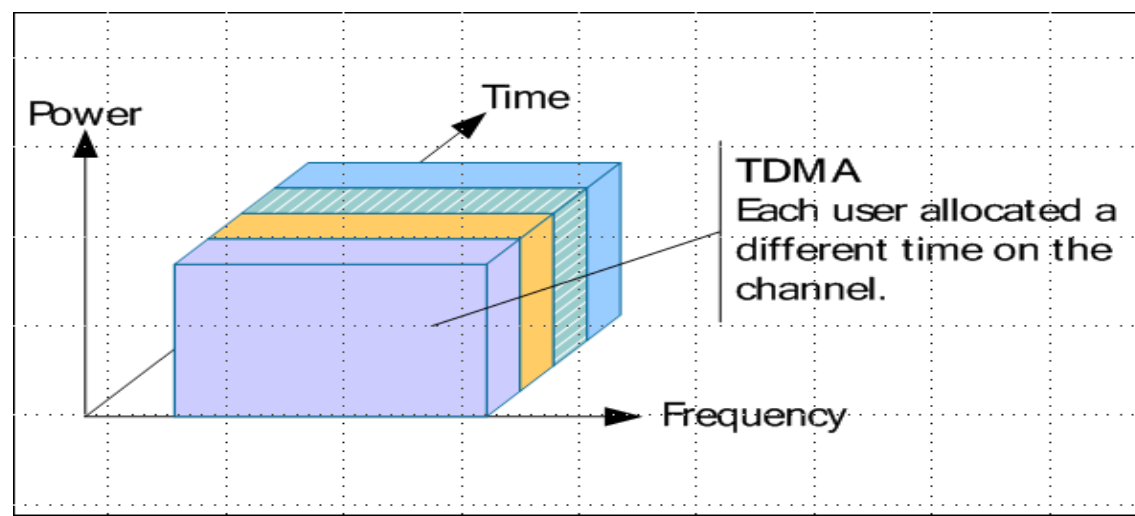 Time
Power
TDMA
Each user allocated a
different time on the
channel.
Frequency